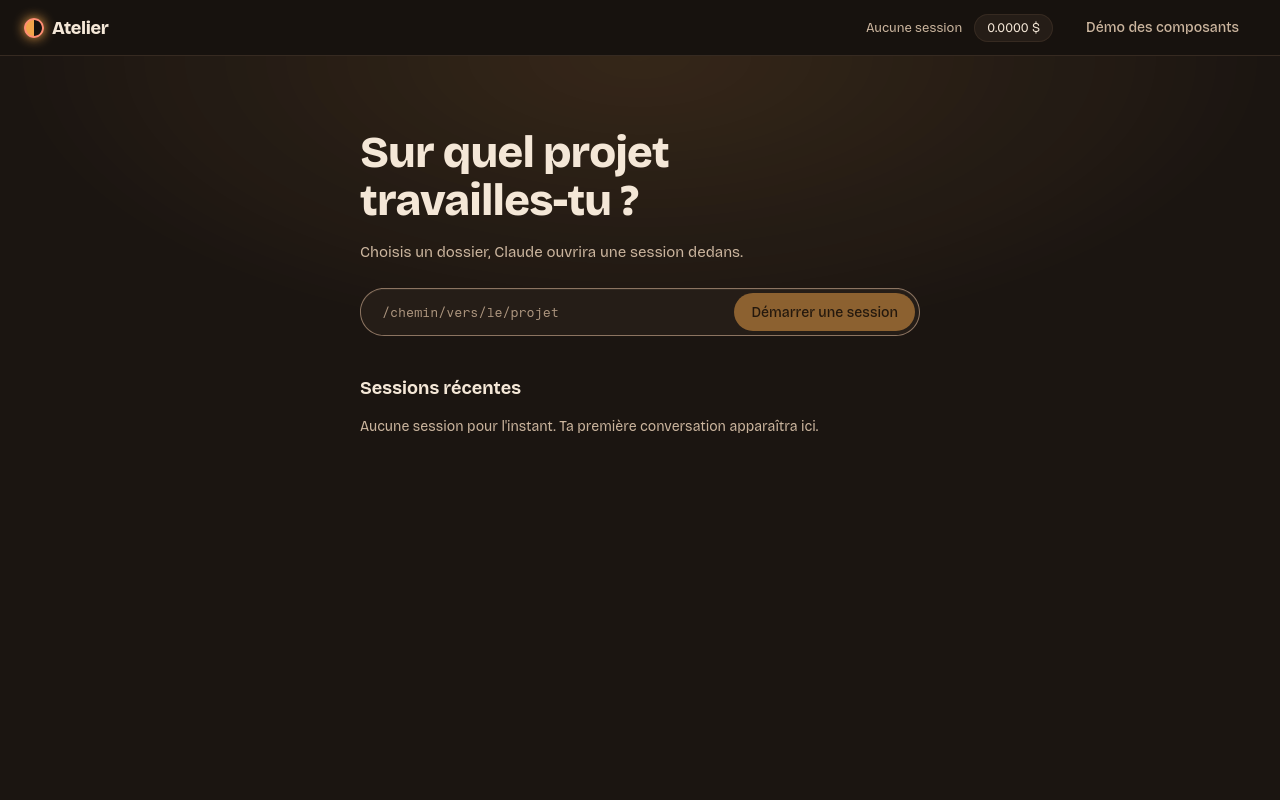 Atelier
Aucune session
0.0000 $
Démo des composants
Sur quel projet
travailles-tu ?
Choisis un dossier, Claude ouvrira une session dedans.
/chemin/vers/le/projet
Démarrer une session
Sessions récentes
Aucune session pour l'instant. Ta première conversation apparaîtra ici.